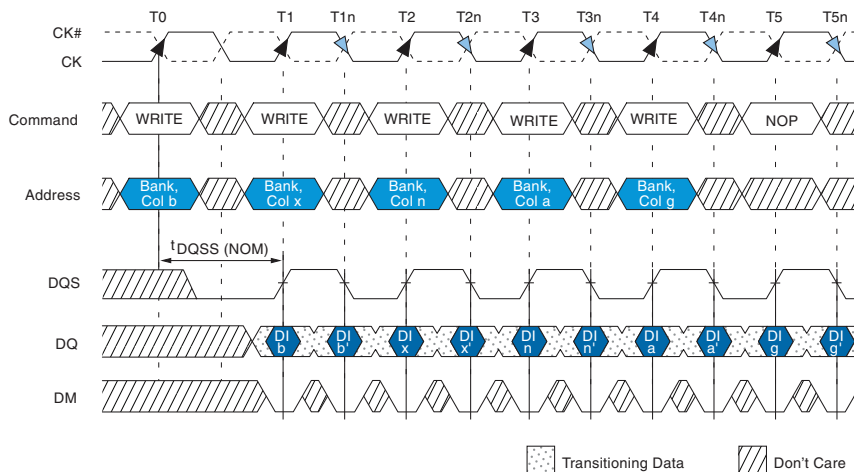 T0 T1 T1n T2 T2n T3 T3n T4 T4n T5 T5n
CK#
CK
Command WRITE WRITE WRITE WRITE WRITE NOP
Address
Bank, Col b
Bank, Col x
Bank, Col n
Bank, Col a
Bank, Col g
tDQSS (NOM)
DQS
DQ
DI b
DI b'
DI x
DI x'
DI n
DI n'
DI a
DI a'
DI g
DI g'
DM
Transitioning Data
Don't Care